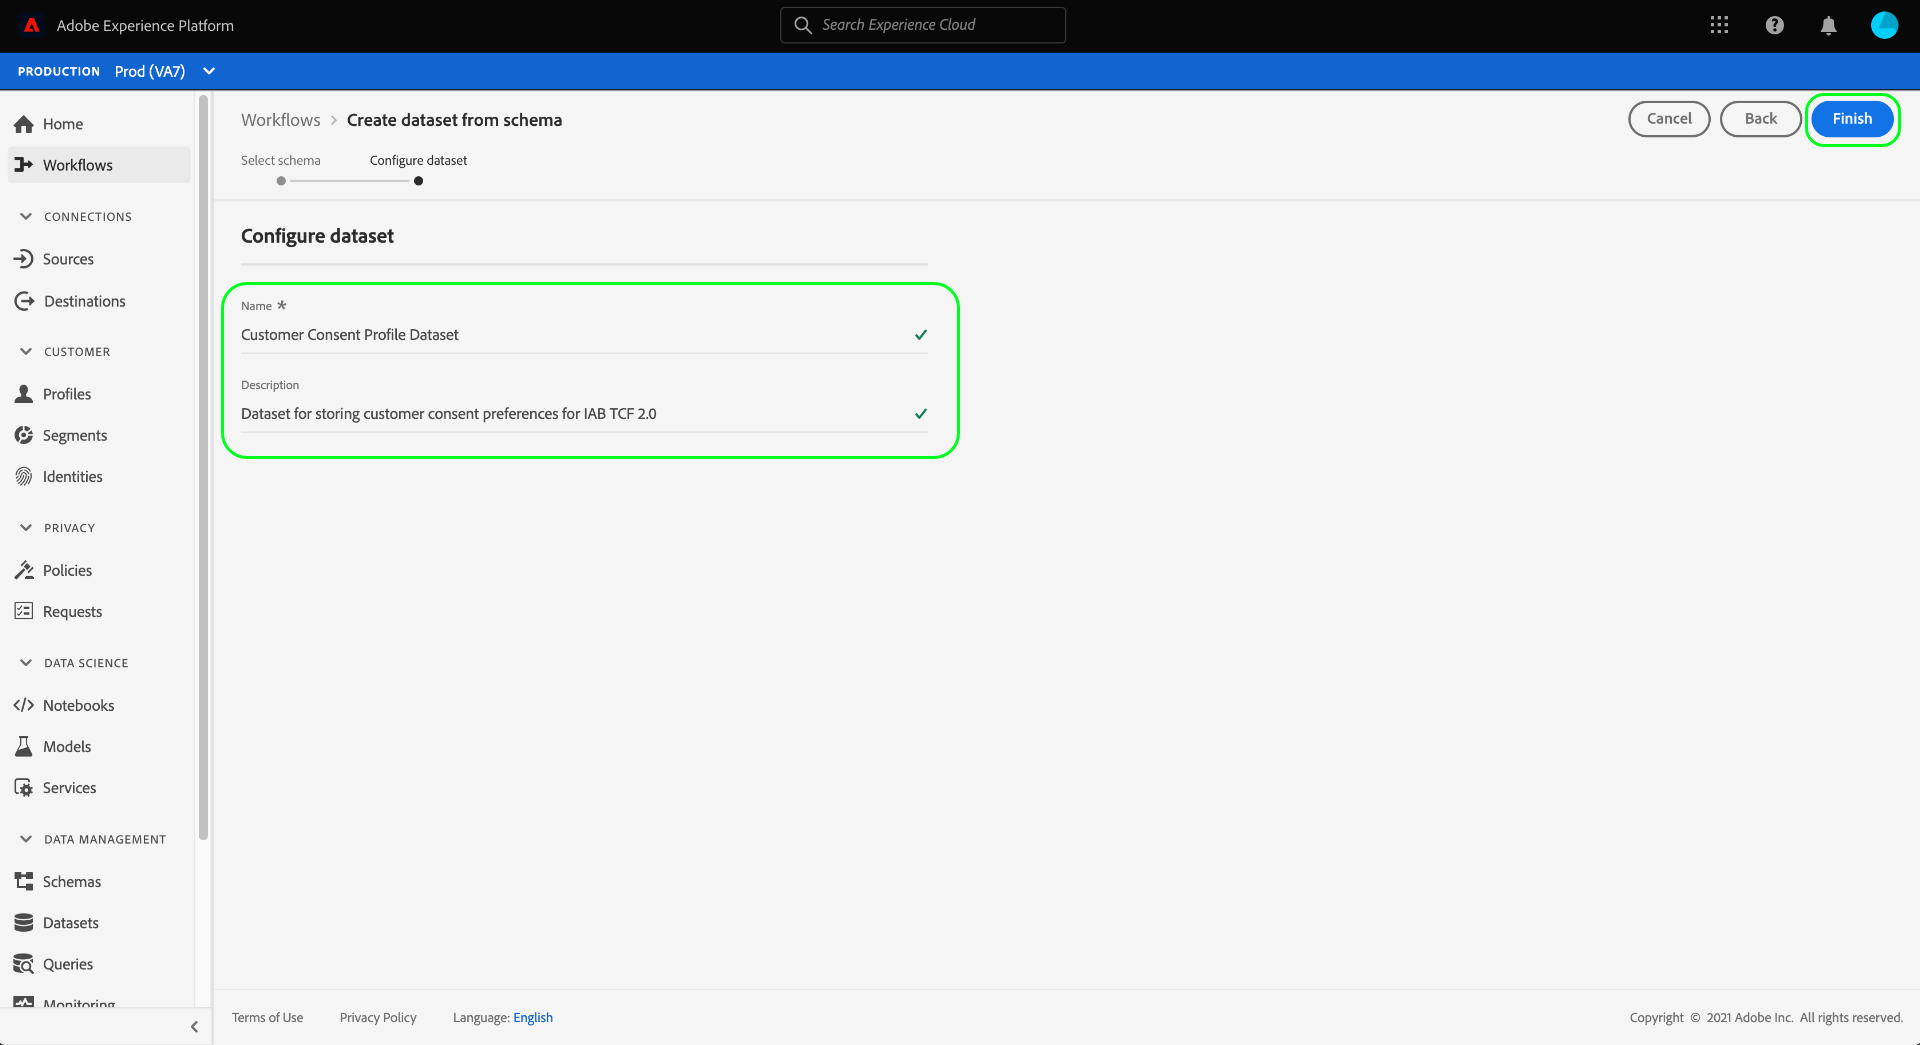 Adobe Experience Platform
Search Experience Cloud
PRODUCTION Prod (VA7)
Home
Workflows
CONNECTIONS
Sources
Destinations
CUSTOMER
Profiles
Segments
Identities
PRIVACY
Policies
Requests
DATA SCIENCE
Notebooks
Models
Services
DATA MANAGEMENT
Schemas
Datasets
Queries
Monitoring
Workflows > Create dataset from schema
Cancel Back Finish
Select schema Configure dataset
Configure dataset
Name *
Customer Consent Profile Dataset
Description
Dataset for storing customer consent preferences for IAB TCF 2.0
Terms of Use Privacy Policy Language: English
Copyright © 2021 Adobe Inc. All rights reserved.